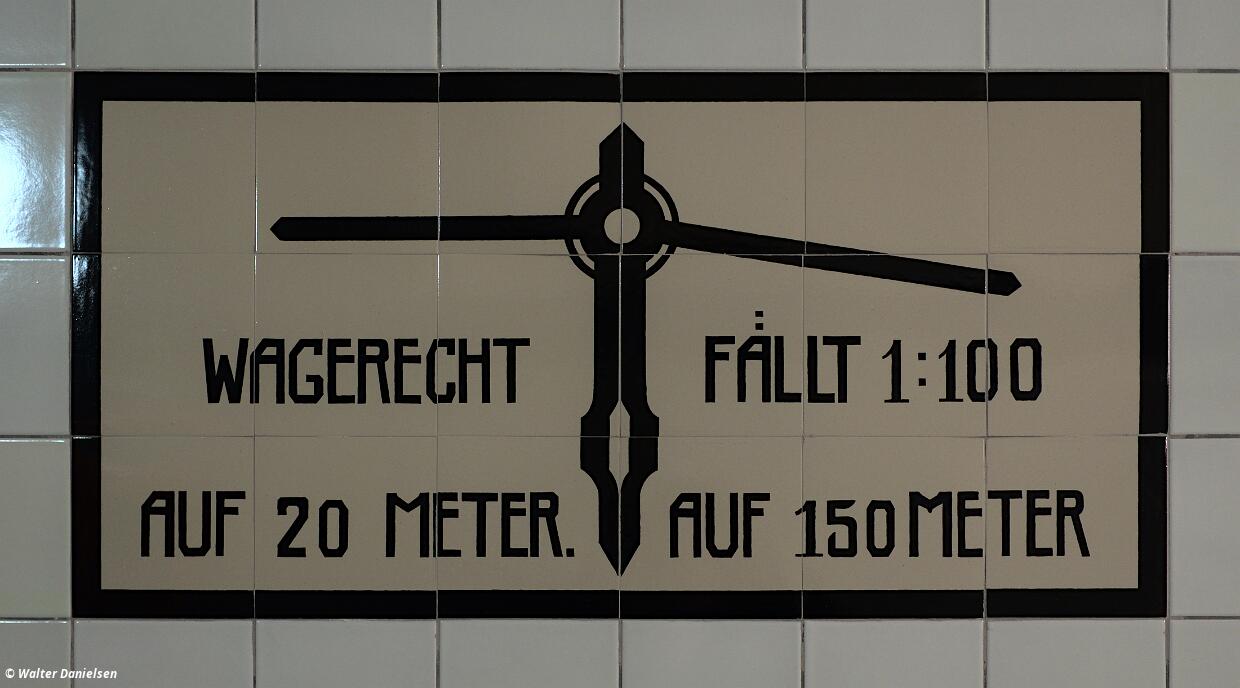 WAGERECHT
AUF 20 METER.
FÄLLT 1:100
AUF 150 METER
© Walter Danielsen